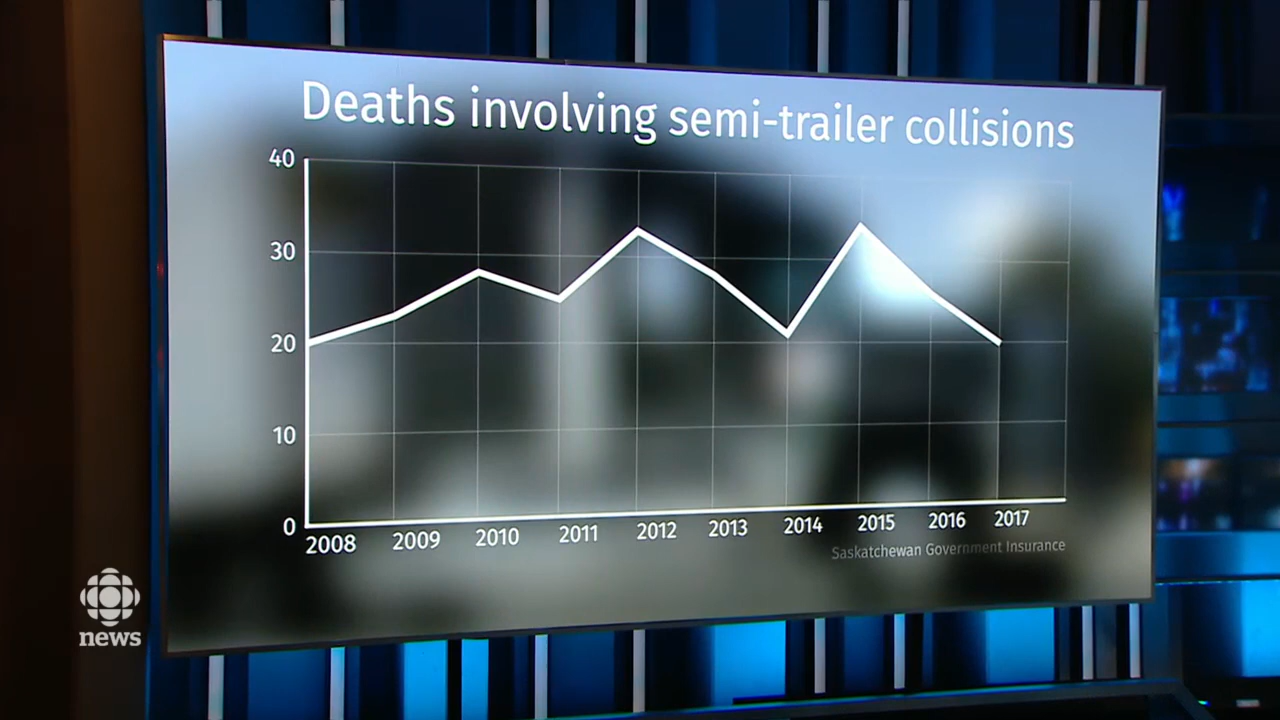 Deaths involving semi-trailer collisions
40
30
20
10
0
2008 2009 2010 2011 2012 2013 2014 2015 2016 2017
Saskatchewan Government Insurance
news